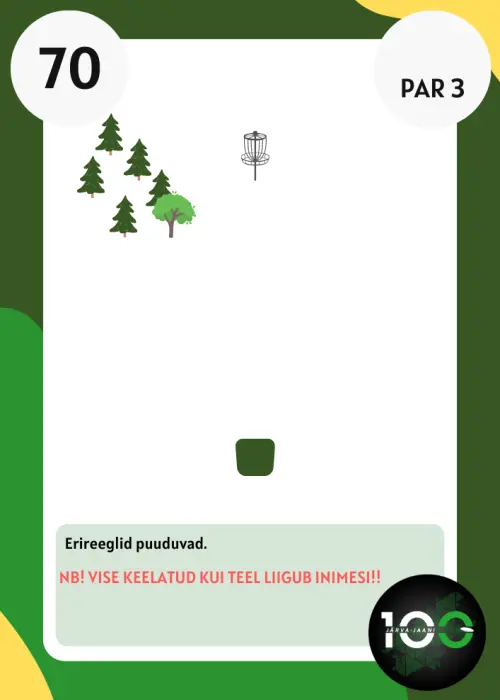 70
PAR 3
Erireeglid puuduvad.
NB! VISE KEELATUD KUI TEEL LIIGUB INIMESI!!
100
JÄRVA-JAANI